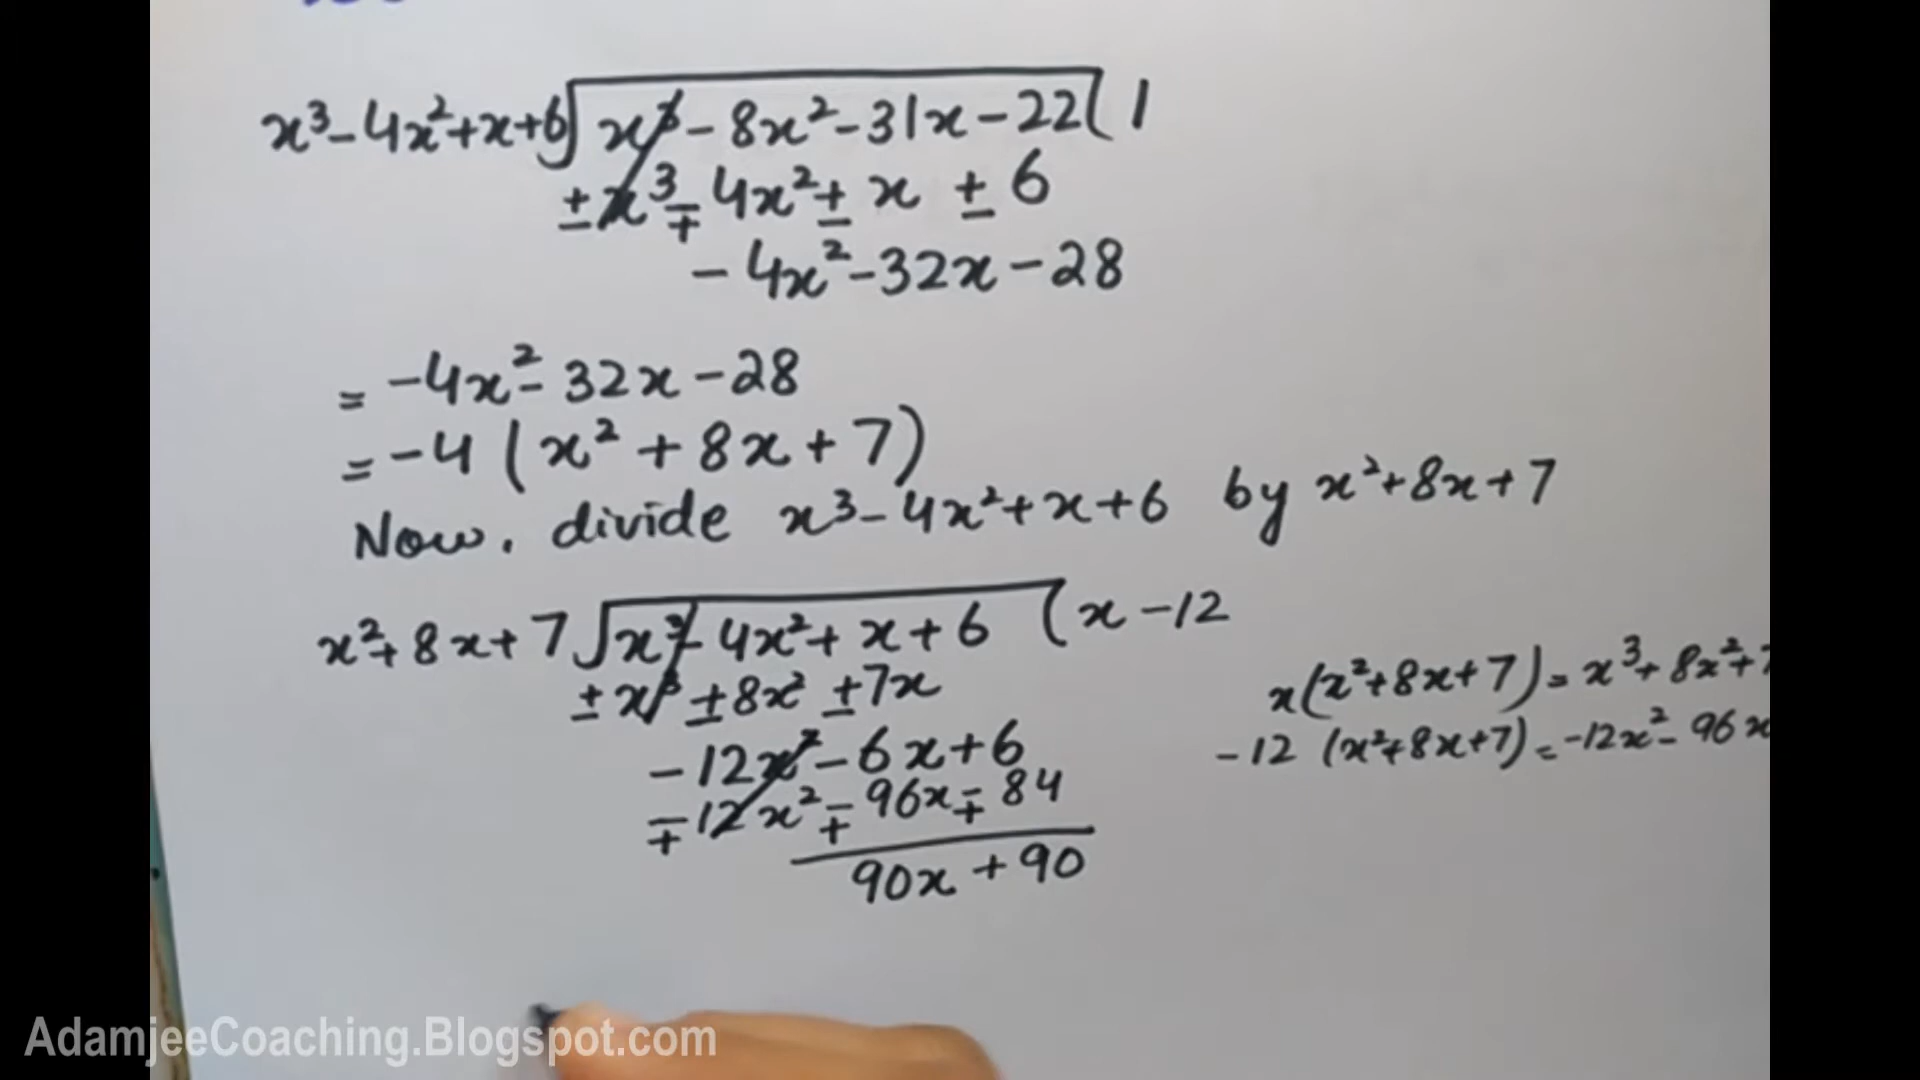 x³-4x²+x+6) x³-8x²-31x-22 ( 1
±x³∓4x²±x±6
-4x²-32x-28
= -4x²-32x-28
= -4(x²+8x+7)
Now. divide x³-4x²+x+6 by x²+8x+7
x²+8x+7 √x³-4x²+x+6 (x-12
±x³±8x²±7x
-12x²-6x+6
∓12x²∓96x∓84
90x+90
x(x²+8x+7)=x³+8x²+7
-12(x²+8x+7)=-12x²-96x
AdamjeeCoaching.Blogspot.com